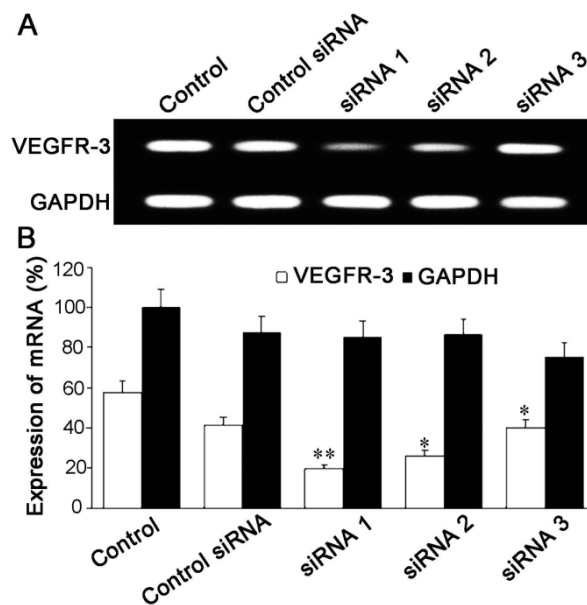 A
Control
Control siRNA
siRNA 1
siRNA 2
siRNA 3
VEGFR-3
GAPDH
B
Expression of mRNA (%)
120
100
80
60
40
20
0
VEGFR-3 GAPDH
**
*
*
Control
Control siRNA
siRNA 1
siRNA 2
siRNA 3